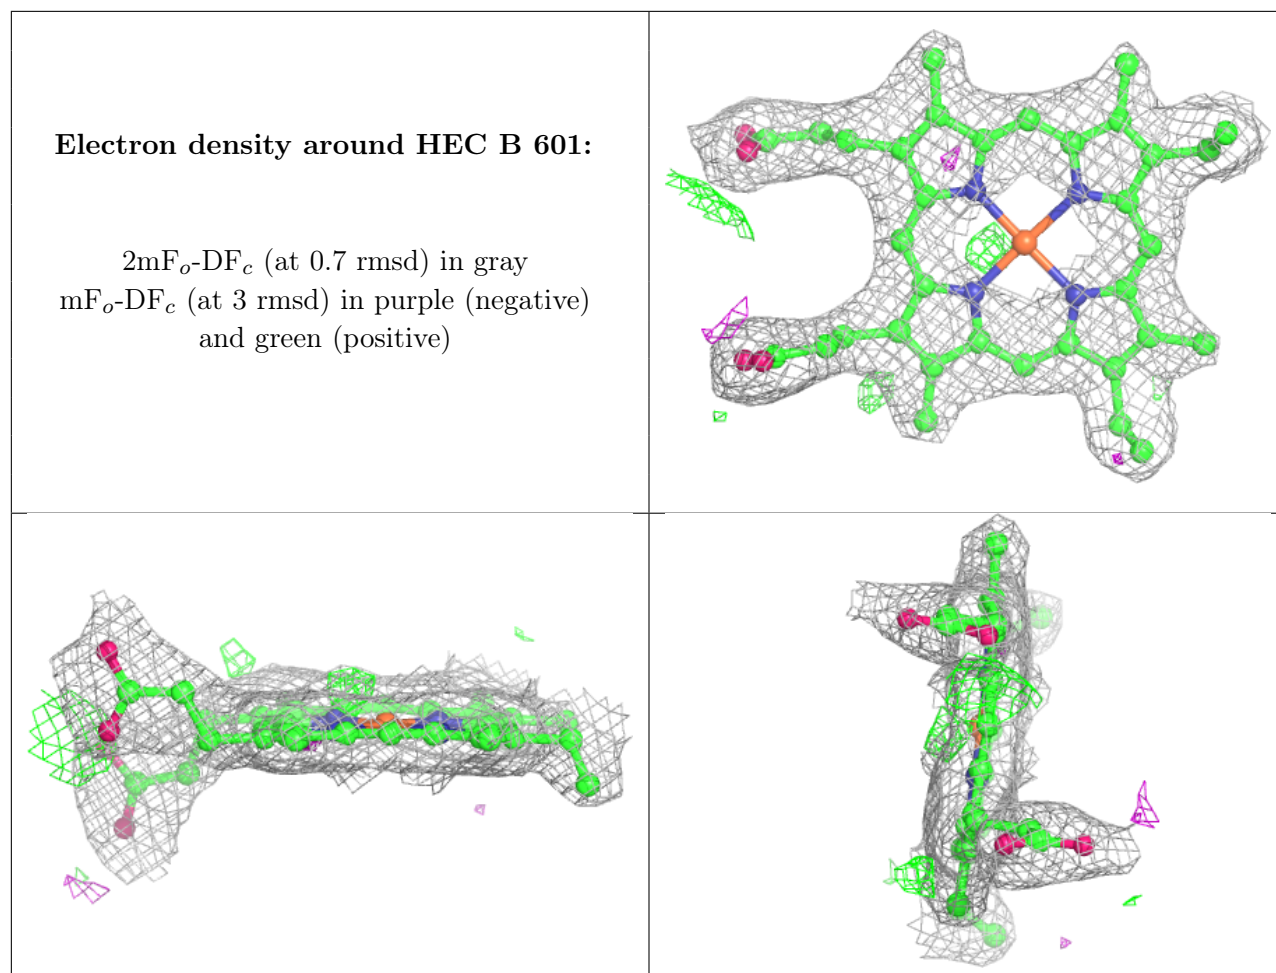 Electron density around HEC B 601:
2mFo-DFc (at 0.7 rmsd) in gray
mFo-DFc (at 3 rmsd) in purple (negative)
and green (positive)